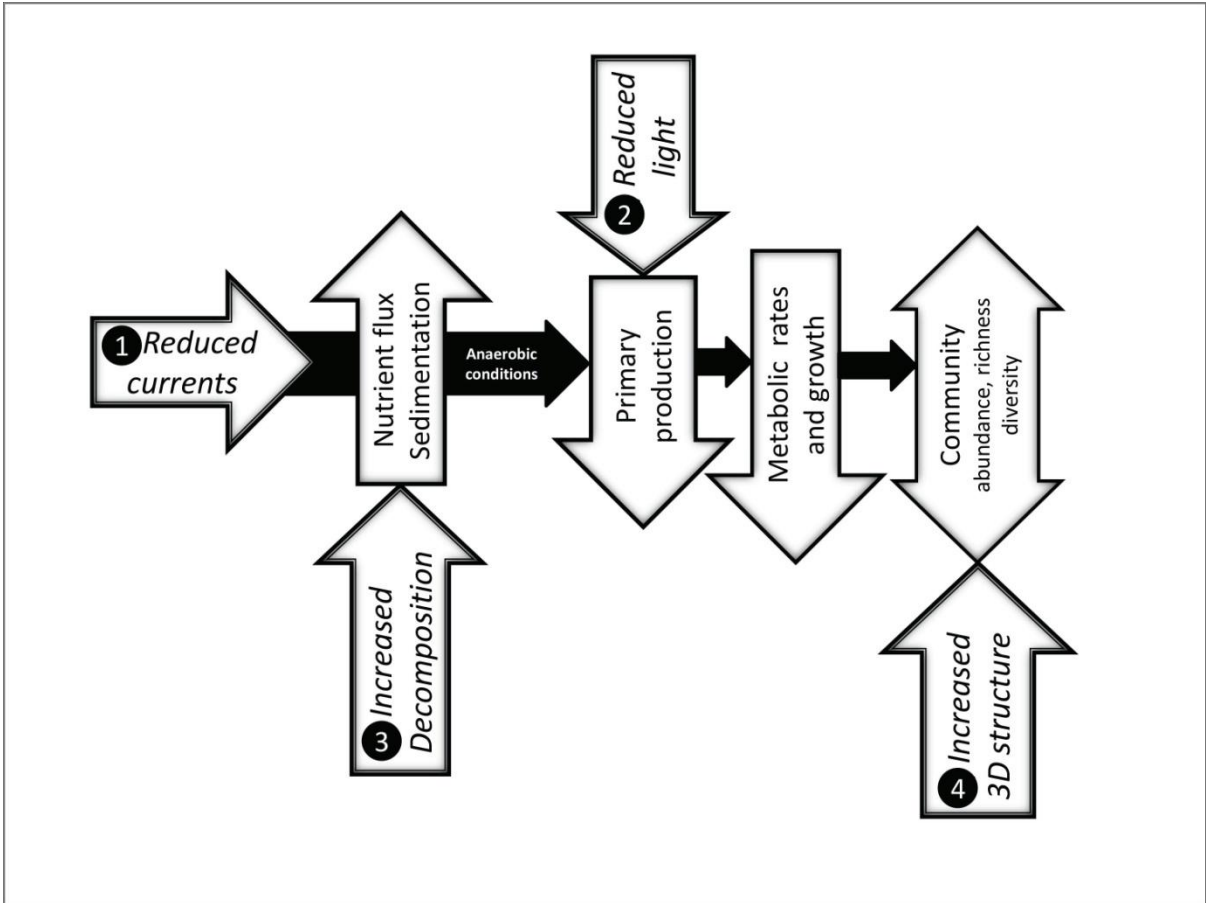 1 Reduced
currents
Nutrient flux
Sedimentation
Anaerobic
conditions
2 Reduced
light
Primary
production
Metabolic rates
and growth
Community
abundance, richness
diversity
3 Increased
Decomposition
4 Increased
3D structure